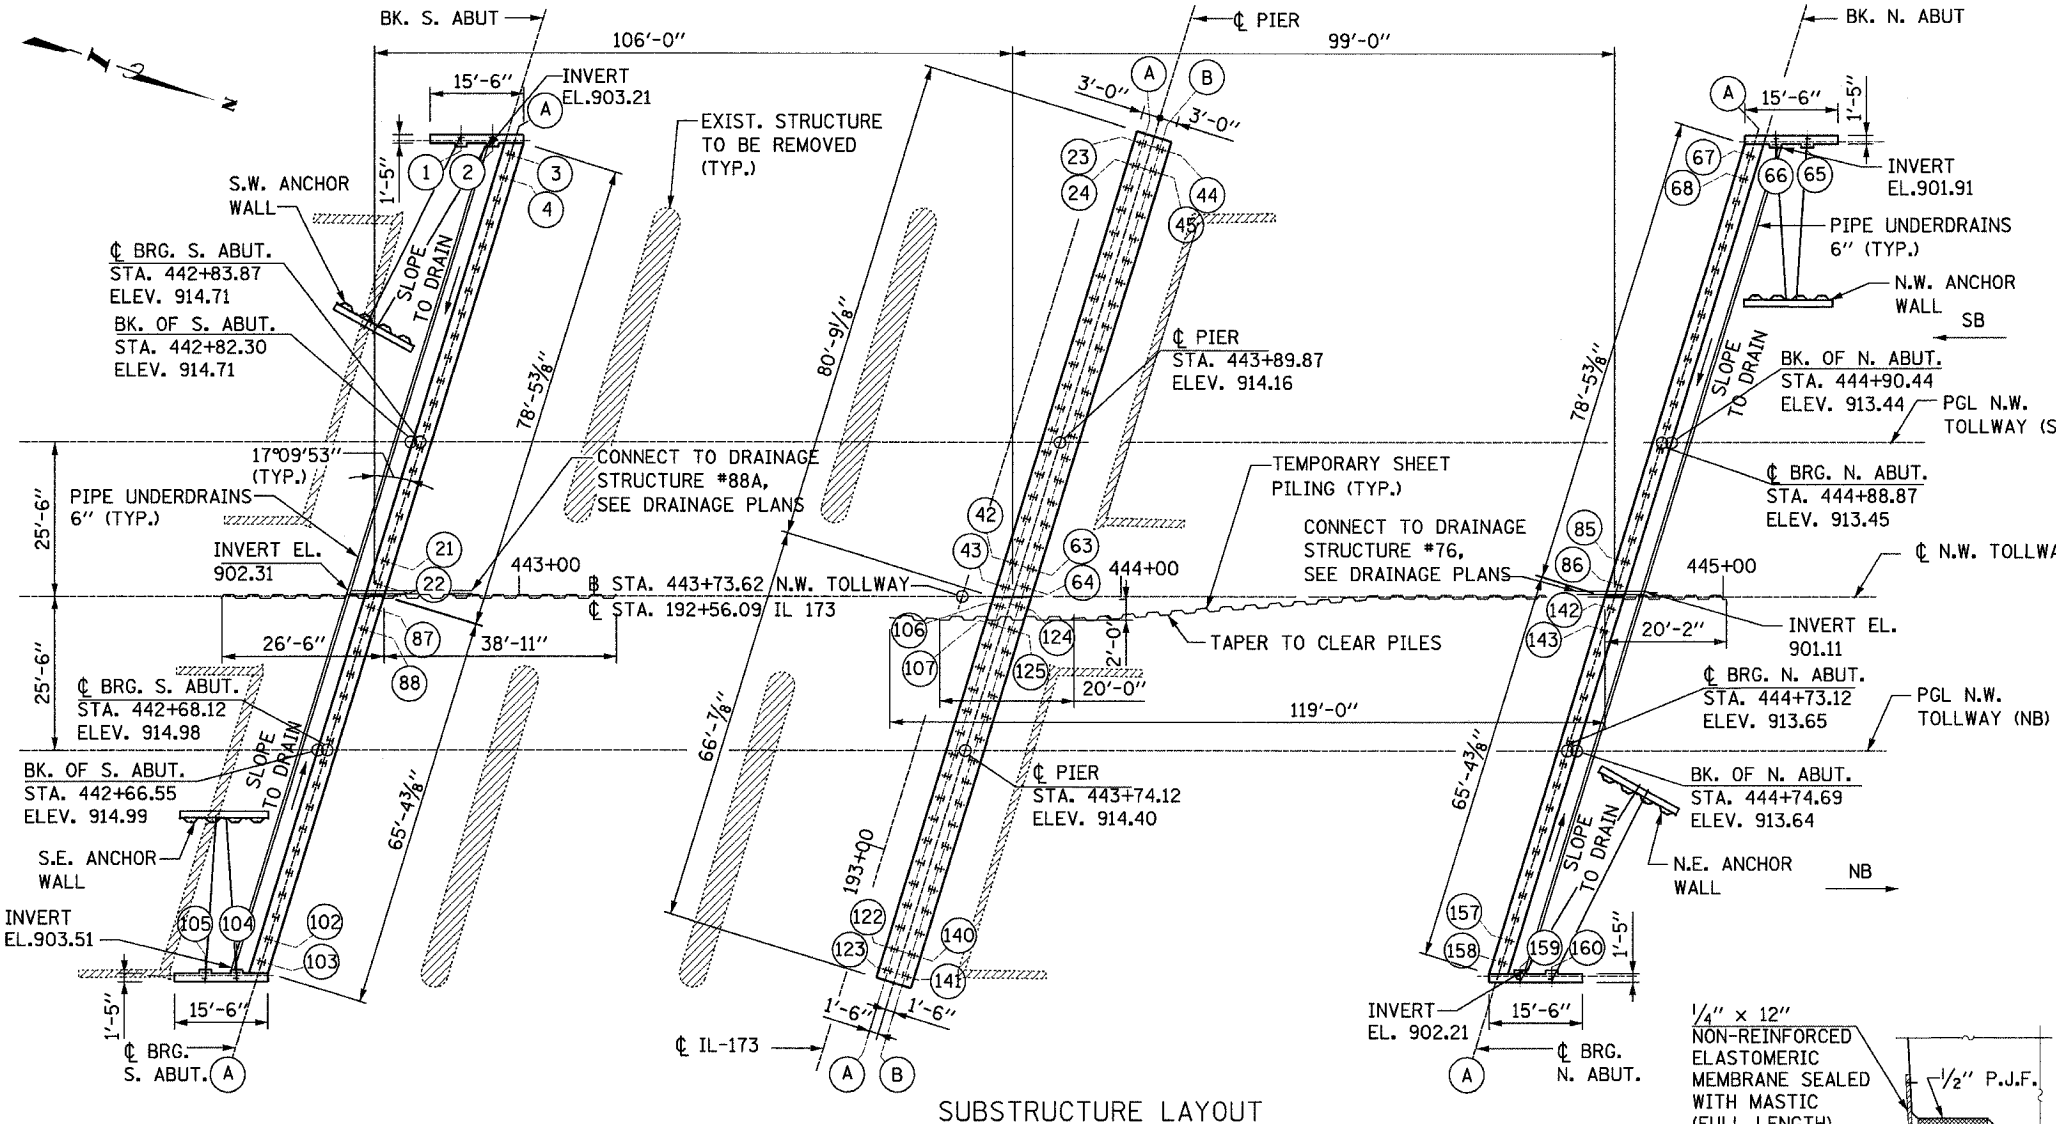 BK. S. ABUT
℄ PIER
BK. N. ABUT
106'-0"
99'-0"
N
15'-6"
INVERT
EL.903.21
A
1'-5"
EXIST. STRUCTURE
TO BE REMOVED
(TYP.)
3'-0"
A
B
3'-0"
A
15'-6"
1'-5"
S.W. ANCHOR
WALL
1
2
3
4
23
24
44
45
67
68
66
65
INVERT
EL.901.91
PIPE UNDERDRAINS
6" (TYP.)
N.W. ANCHOR
WALL
SB
℄ BRG. S. ABUT.
STA. 442+83.87
ELEV. 914.71
SLOPE
TO DRAIN
BK. OF S. ABUT.
STA. 442+82.30
ELEV. 914.71
78'-5⅜"
80'-9⅛"
℄ PIER
STA. 443+89.87
ELEV. 914.16
78'-5⅜"
SLOPE
TO DRAIN
BK. OF N. ABUT.
STA. 444+90.44
ELEV. 913.44
PGL N.W.
TOLLWAY (S
17°09'53"
(TYP.)
25'-6"
PIPE UNDERDRAINS
6" (TYP.)
CONNECT TO DRAINAGE
STRUCTURE #88A,
SEE DRAINAGE PLANS
TEMPORARY SHEET
PILING (TYP.)
℄ BRG. N. ABUT.
STA. 444+88.87
ELEV. 913.45
CONNECT TO DRAINAGE
STRUCTURE #76,
SEE DRAINAGE PLANS
INVERT EL.
902.31
21
22
443+00
42
43
63
64
444+00
85
86
445+00
℄ N.W. TOLLWA
B STA. 443+73.62 N.W. TOLLWAY
℄ STA. 192+56.09 IL 173
25'-6"
26'-6"
87
88
38'-11"
106
107
124
125
2'-0"
TAPER TO CLEAR PILES
142
143
20'-2"
INVERT EL.
901.11
20'-0"
119'-0"
℄ BRG. S. ABUT.
STA. 442+68.12
ELEV. 914.98
℄ BRG. N. ABUT.
STA. 444+73.12
ELEV. 913.65
PGL N.W.
TOLLWAY (NB)
BK. OF S. ABUT.
STA. 442+66.55
ELEV. 914.99
SLOPE
TO DRAIN
65'-4⅜"
66'-⅞"
℄ PIER
STA. 443+74.12
ELEV. 914.40
65'-4⅜"
BK. OF N. ABUT.
STA. 444+74.69
ELEV. 913.64
S.E. ANCHOR
WALL
193+00
SLOPE
TO DRAIN
N.E. ANCHOR
WALL
NB
INVERT
EL.903.51
105
104
102
103
122
123
140
141
157
158
159
160
1'-5"
15'-6"
1'-6"
1'-6"
INVERT
EL. 902.21
15'-6"
1'-5"
℄ BRG.
S. ABUT.
A
℄ IL-173
A
B
A
℄ BRG.
N. ABUT.
¼" x 12"
NON-REINFORCED
ELASTOMERIC
MEMBRANE SEALED
WITH MASTIC
(FULL LENGTH)
½" P.J.F.
SUBSTRUCTURE LAYOUT